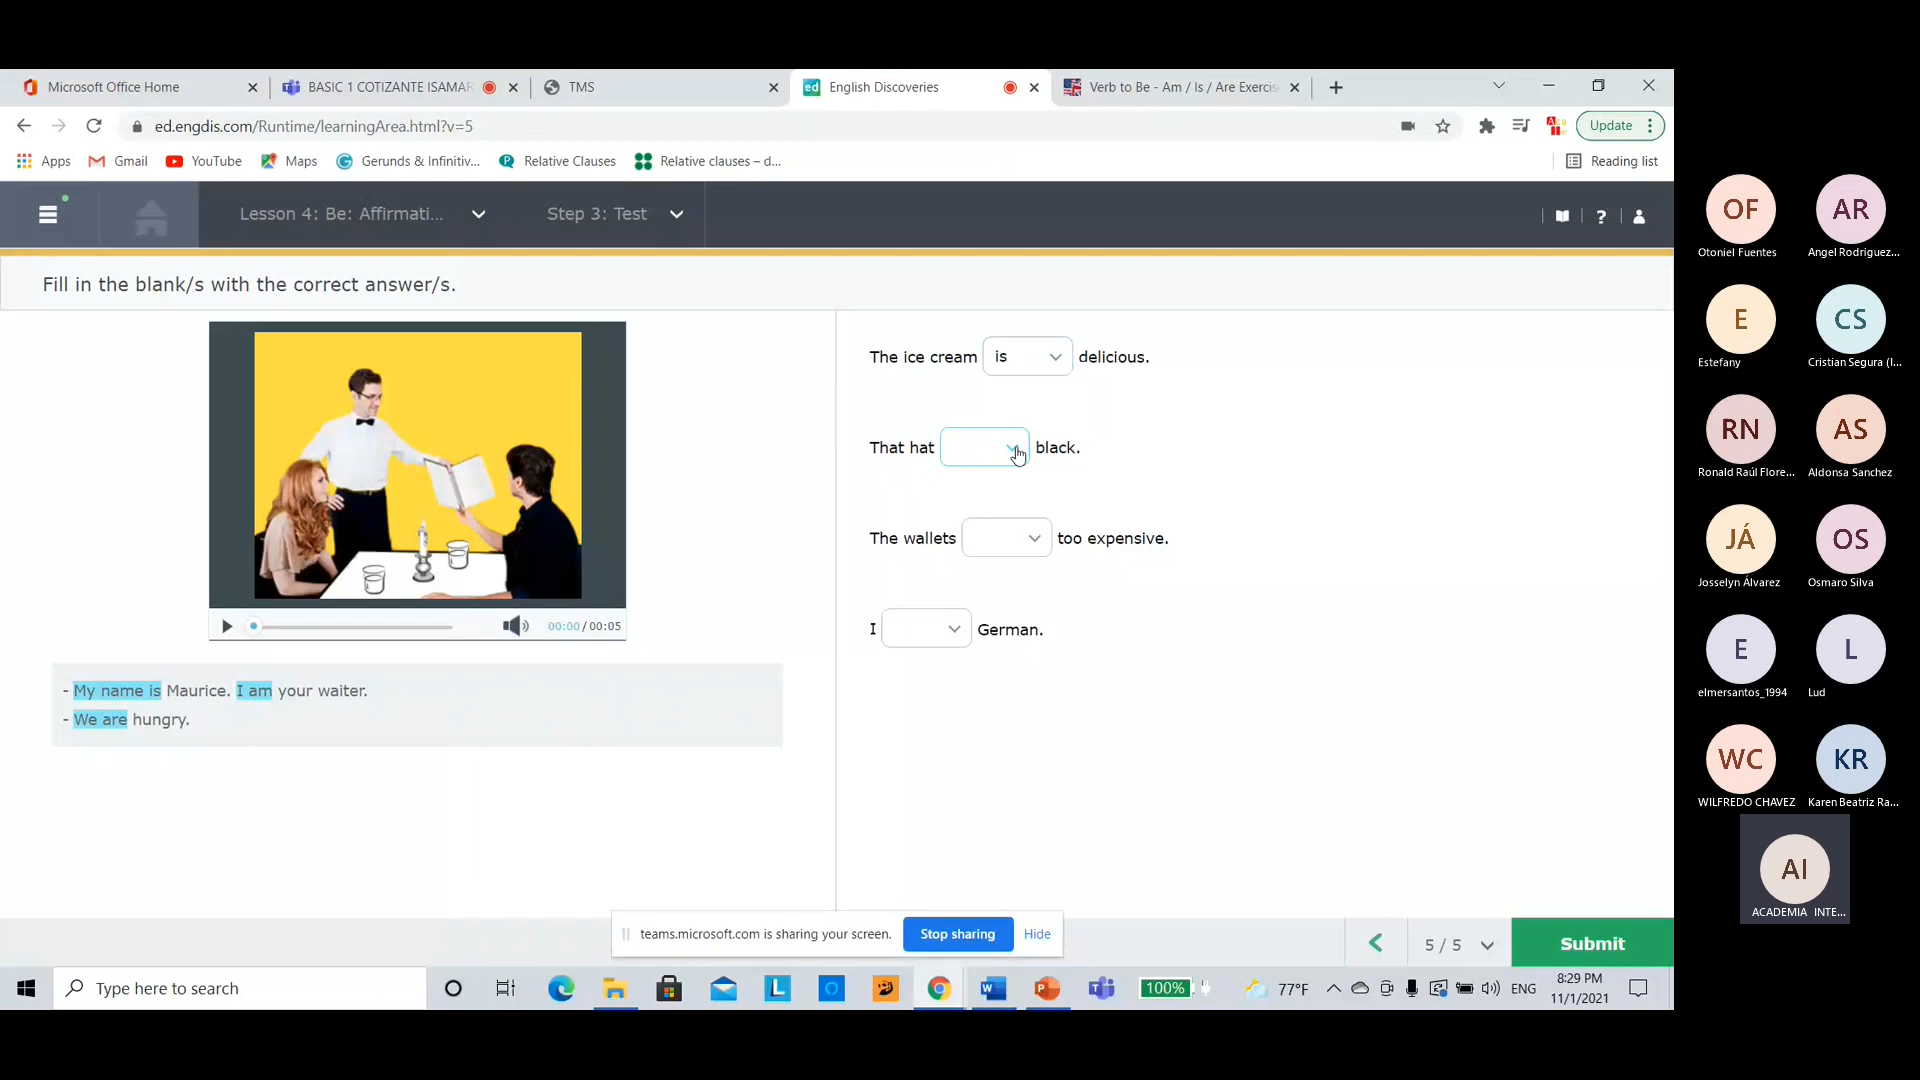 Microsoft Office Home
BASIC 1 COTIZANTE ISAMAR
TMS
English Discoveries
Verb to Be - Am / Is / Are Exercis
ed.engdis.com/Runtime/learningArea.html?v=5
Update
Apps
Gmail
YouTube
Maps
Gerunds & Infinitiv...
Relative Clauses
Relative clauses – d...
Reading list
Lesson 4: Be: Affirmati...
Step 3: Test
?
Fill in the blank/s with the correct answer/s.
The ice cream is delicious.
That hat black.
The wallets too expensive.
I German.
00:00 / 00:05
- My name is Maurice. I am your waiter.
- We are hungry.
teams.microsoft.com is sharing your screen.
Stop sharing
Hide
5 / 5
Submit
Type here to search
100%
77°F
ENG
8:29 PM
11/1/2021
OF
Otoniel Fuentes
AR
Angel Rodriguez...
E
Estefany
CS
Cristian Segura (I...
RN
Ronald Raúl Flore...
AS
Aldonsa Sanchez
JÁ
Josselyn Álvarez
OS
Osmaro Silva
E
elmersantos_1994
L
Lud
WC
WILFREDO CHAVEZ
KR
Karen Beatriz Ra...
AI
ACADEMIA INTE...